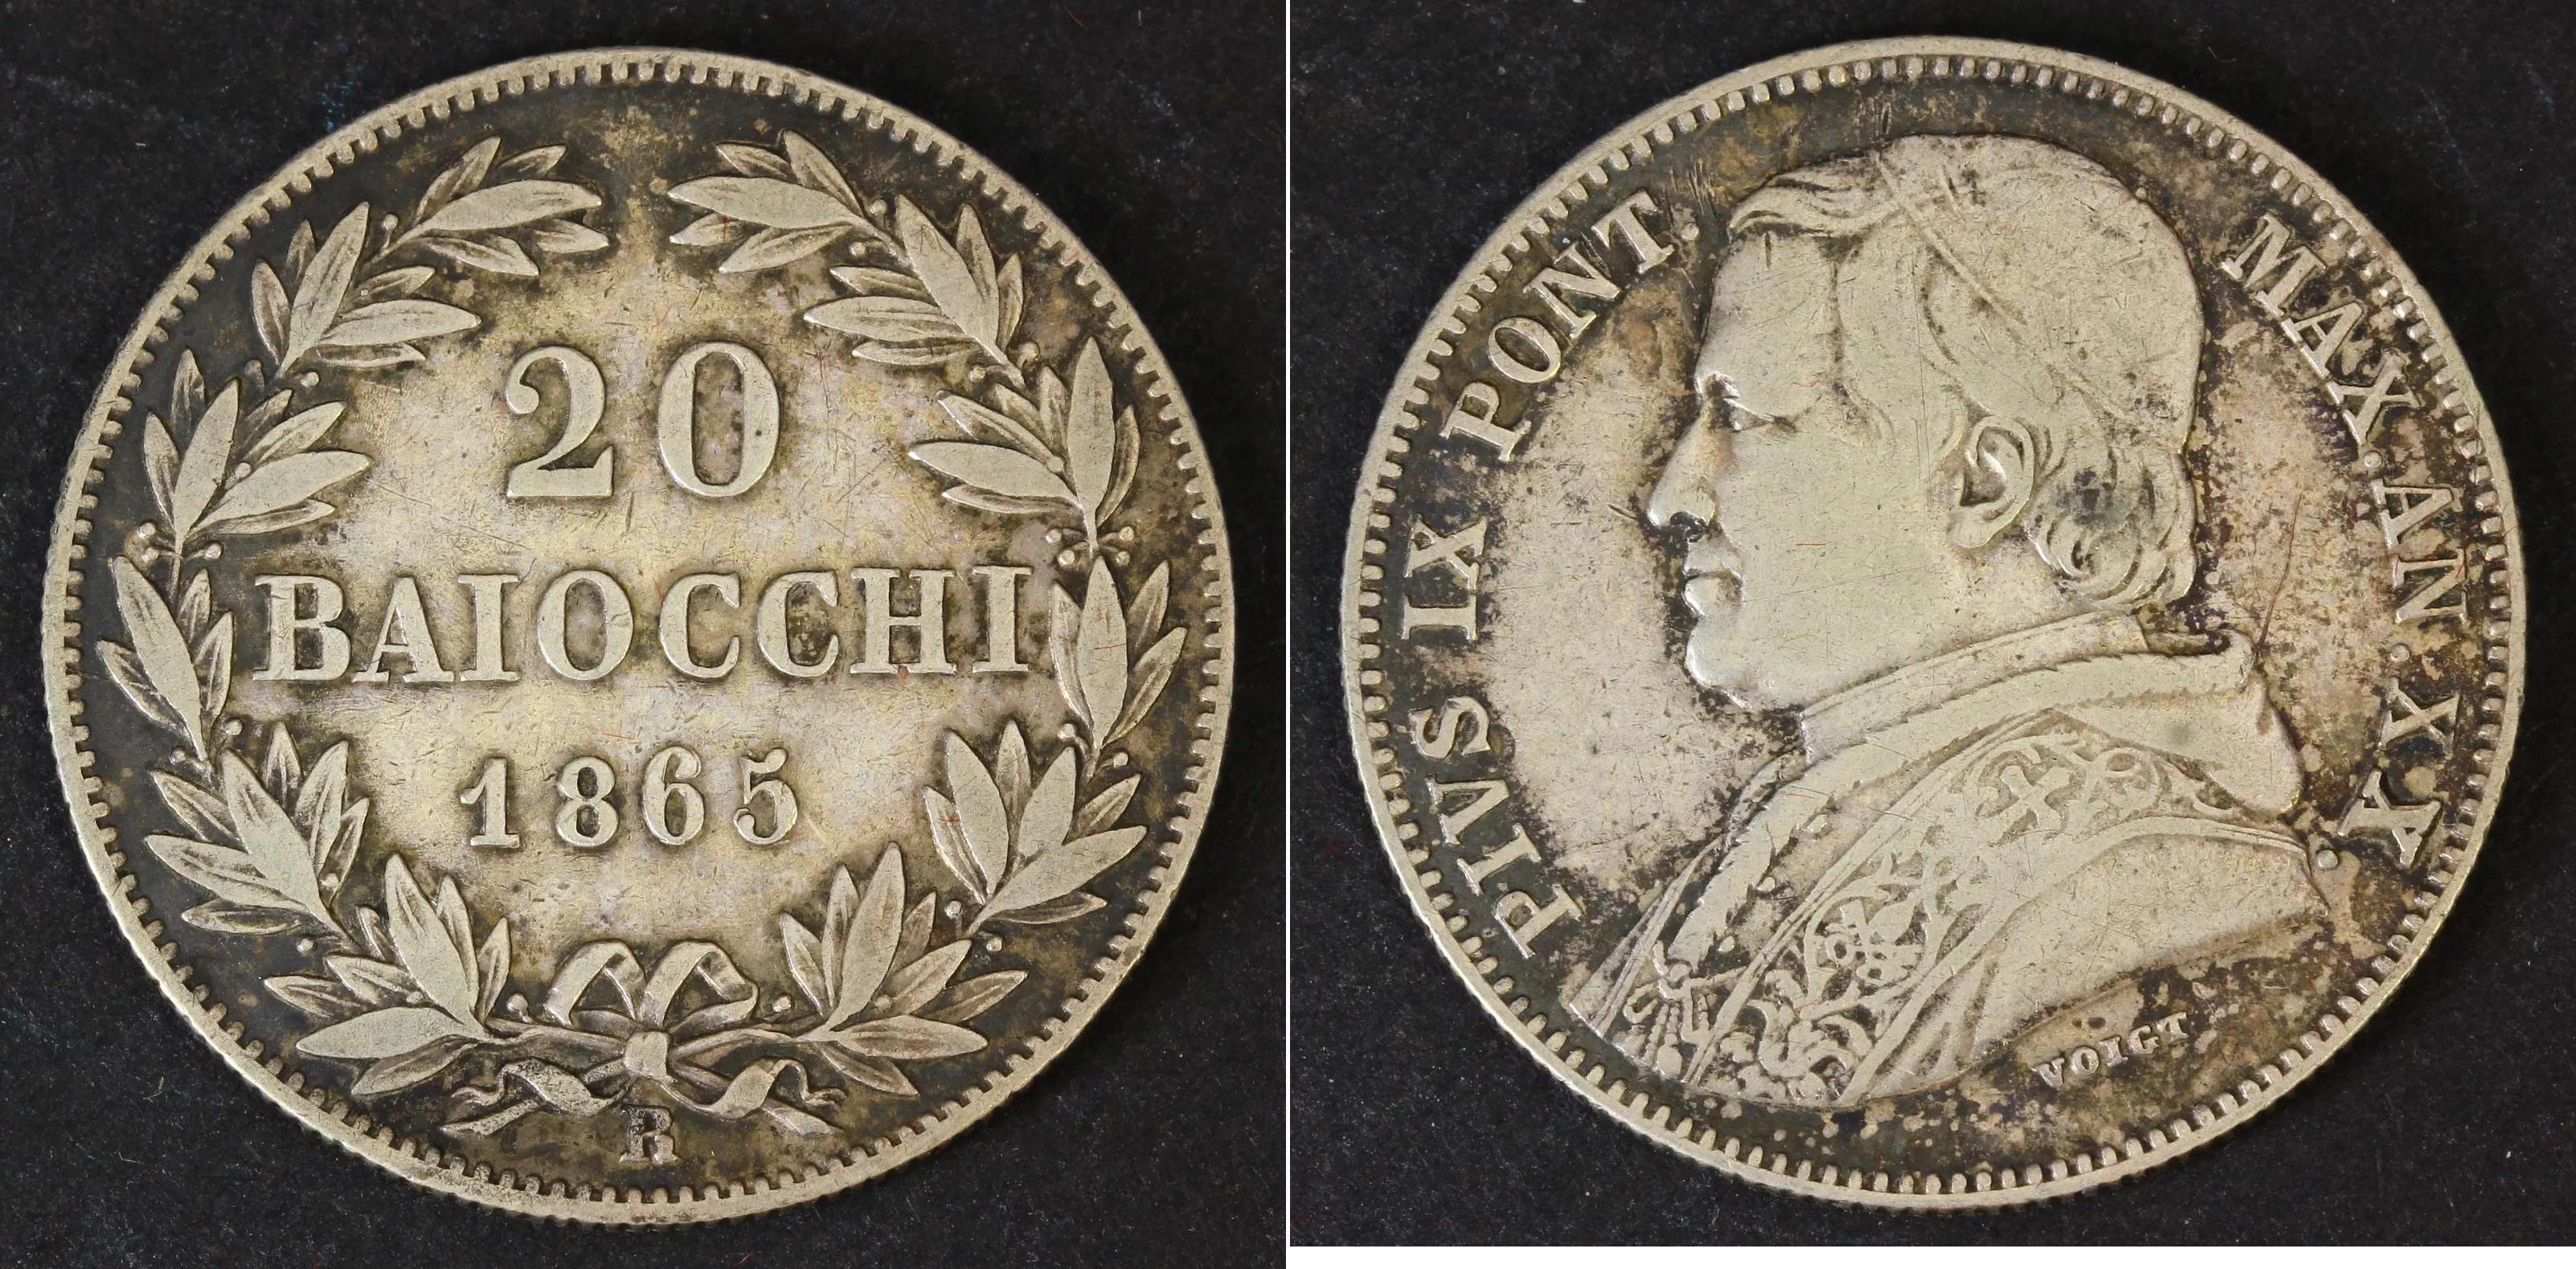 20
BAIOCCHI
1865
R
PIVS IX PONT. MAX. AN. XX
VOIGT